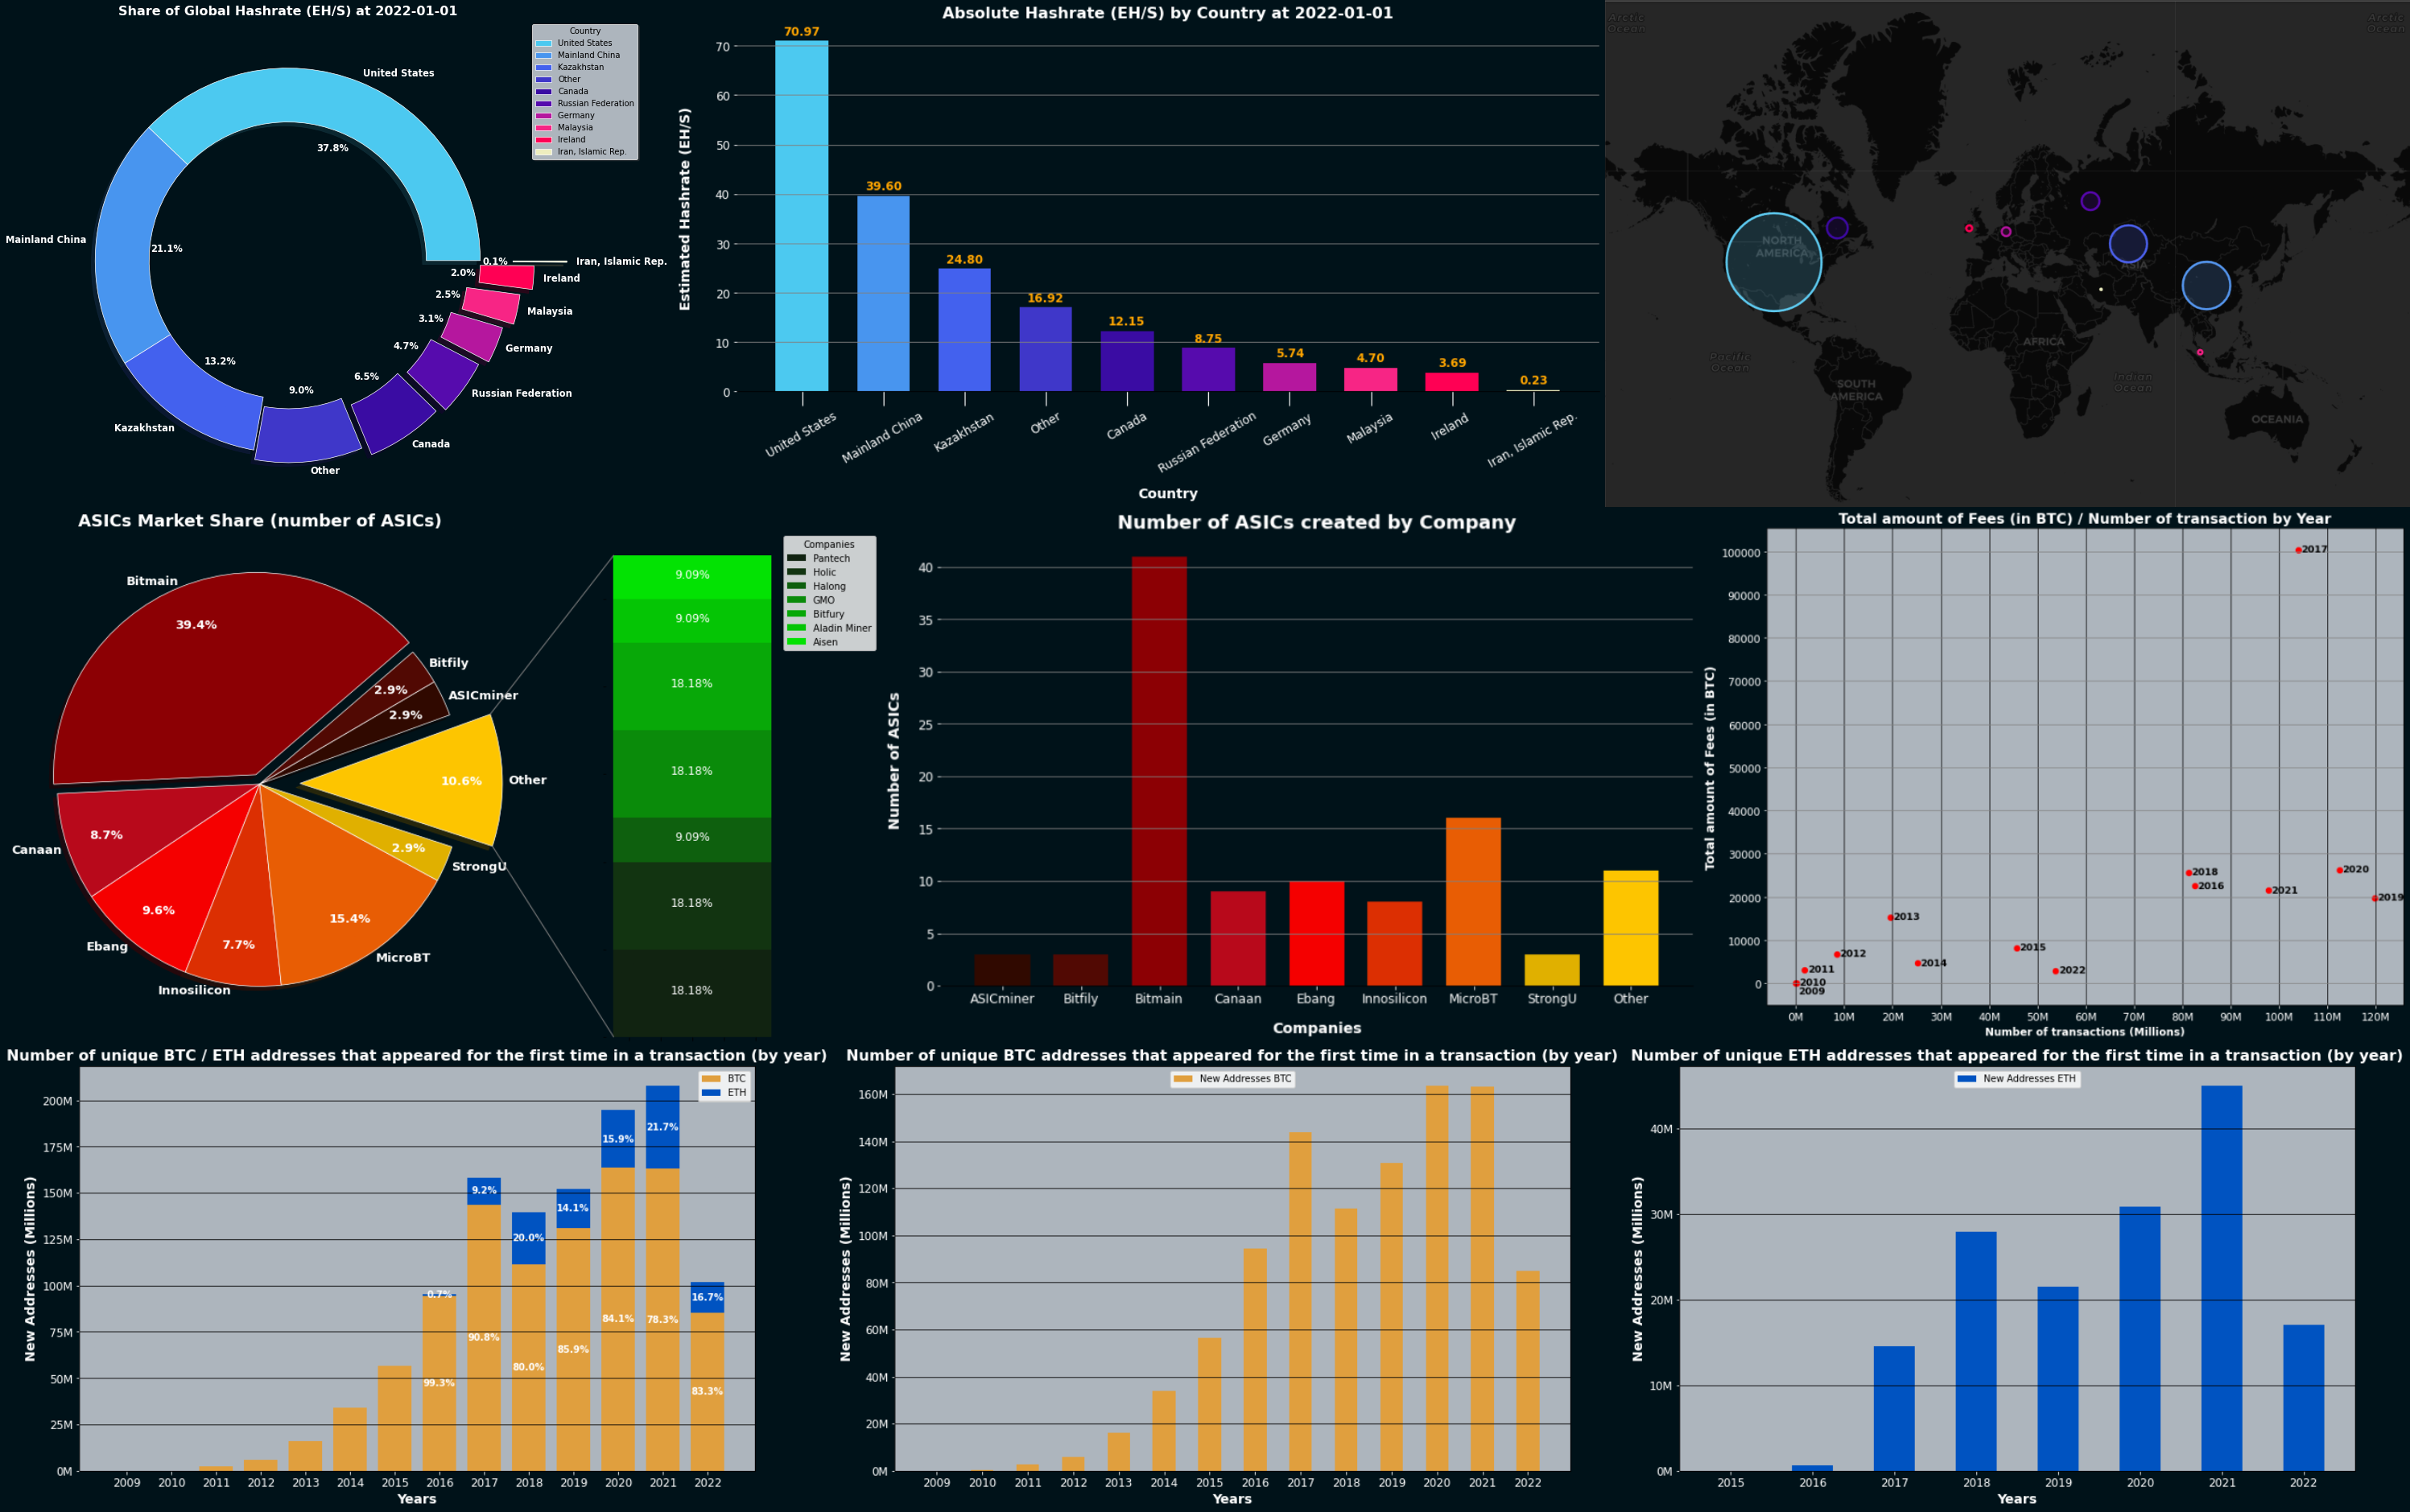 Share of Global Hashrate (EH/S) at 2022-01-01
Country
United States
Mainland China
Kazakhstan
Other
Canada
Russian Federation
Germany
Malaysia
Ireland
Iran, Islamic Rep.
United States
37.8%
Mainland China
21.1%
Kazakhstan
13.2%
Other
9.0%
Canada
6.5%
Russian Federation
4.7%
Germany
3.1%
Malaysia
2.5%
Ireland
2.0%
Iran, Islamic Rep.
0.1%
Absolute Hashrate (EH/S) by Country at 2022-01-01
Estimated Hashrate (EH/S)
70
60
50
40
30
20
10
0
70.97
39.60
24.80
16.92
12.15
8.75
5.74
4.70
3.69
0.23
United States
Mainland China
Kazakhstan
Other
Canada
Russian Federation
Germany
Malaysia
Ireland
Iran, Islamic Rep.
Country
Arctic
Ocean
Arctic
Ocean
NORTH
AMERICA
ASIA
AFRICA
Pacific
Ocean
SOUTH
AMERICA
Indian
Ocean
OCEANIA
ASICs Market Share (number of ASICs)
Bitmain
39.4%
Bitfily
2.9%
ASICminer
2.9%
Other
10.6%
StrongU
2.9%
MicroBT
15.4%
Innosilicon
7.7%
Ebang
9.6%
Canaan
8.7%
9.09%
9.09%
18.18%
18.18%
9.09%
18.18%
18.18%
Companies
Pantech
Holic
Halong
GMO
Bitfury
Aladin Miner
Aisen
Number of ASICs created by Company
Number of ASICs
40
35
30
25
20
15
10
5
0
ASICminer
Bitfily
Bitmain
Canaan
Ebang
Innosilicon
MicroBT
StrongU
Other
Companies
Total amount of Fees (in BTC) / Number of transaction by Year
Total amount of Fees (in BTC)
100000
90000
80000
70000
60000
50000
40000
30000
20000
10000
0
2017
2018
2016
2021
2020
2019
2013
2012
2014
2015
2022
2011
2010
2009
0M
10M
20M
30M
40M
50M
60M
70M
80M
90M
100M
110M
120M
Number of transactions (Millions)
Number of unique BTC / ETH addresses that appeared for the first time in a transaction (by year)
BTC
ETH
New Addresses (Millions)
200M
175M
150M
125M
100M
75M
50M
25M
0M
0.7%
99.3%
9.2%
90.8%
20.0%
80.0%
14.1%
85.9%
15.9%
84.1%
21.7%
78.3%
16.7%
83.3%
2009
2010
2011
2012
2013
2014
2015
2016
2017
2018
2019
2020
2021
2022
Years
Number of unique BTC addresses that appeared for the first time in a transaction (by year)
New Addresses BTC
New Addresses (Millions)
160M
140M
120M
100M
80M
60M
40M
20M
0M
2009
2010
2011
2012
2013
2014
2015
2016
2017
2018
2019
2020
2021
2022
Years
Number of unique ETH addresses that appeared for the first time in a transaction (by year)
New Addresses ETH
New Addresses (Millions)
40M
30M
20M
10M
0M
2015
2016
2017
2018
2019
2020
2021
2022
Years